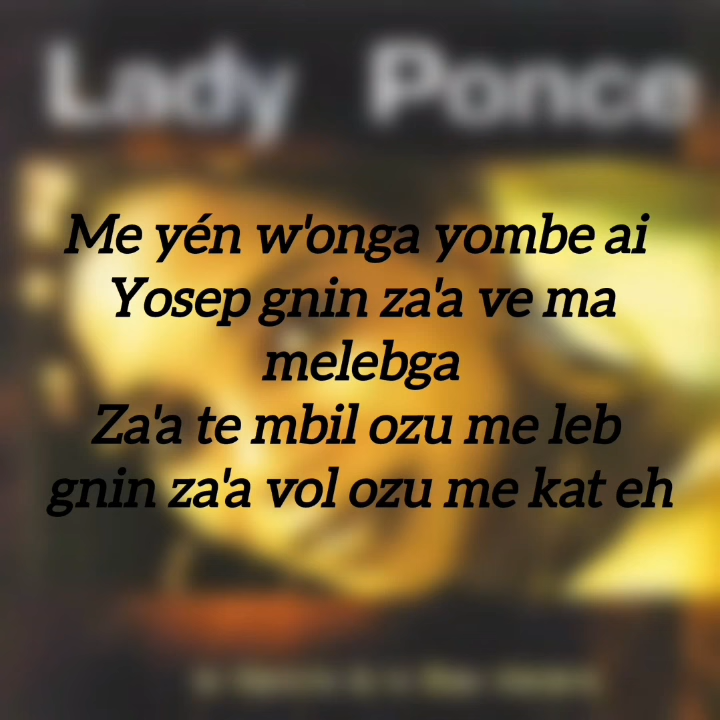 Lady Ponce
Me yén w'onga yombe ai
Yosep gnin za'a ve ma
melebga
Za'a te mbil ozu me leb
gnin za'a vol ozu me kat eh